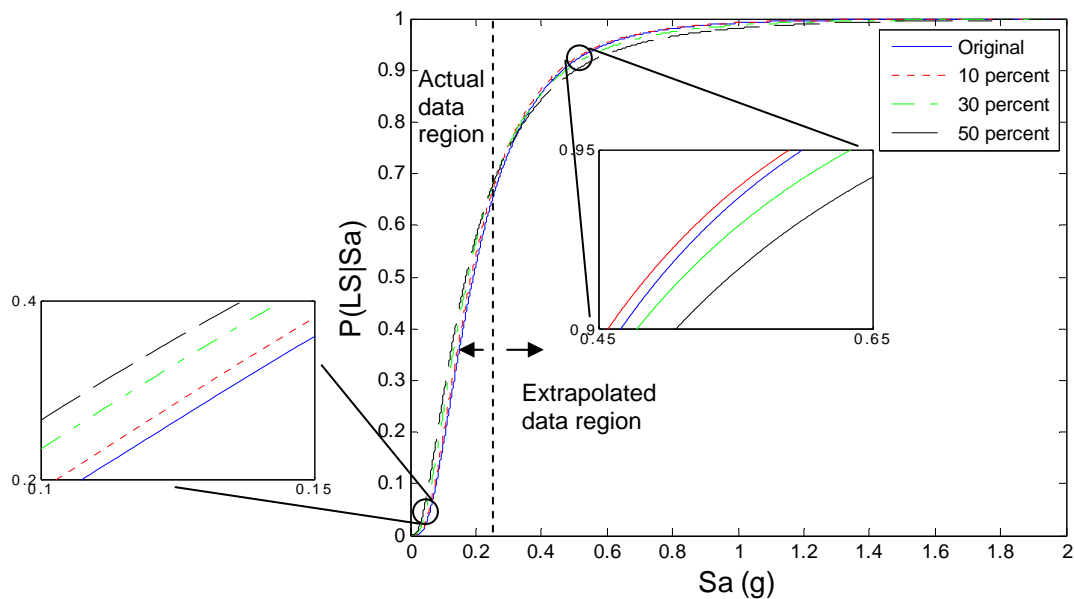 1
0.9
0.8
0.7
0.6
0.5
0.4
0.3
0.2
0.1
0
P(LS|Sa)
Actual
data
region
Original
10 percent
30 percent
50 percent
0.95
0.9
0.45
0.65
0.4
0.2
0.1
0.15
Extrapolated
data region
0
0.2
0.4
0.6
0.8
1
1.2
1.4
1.6
1.8
2
Sa (g)